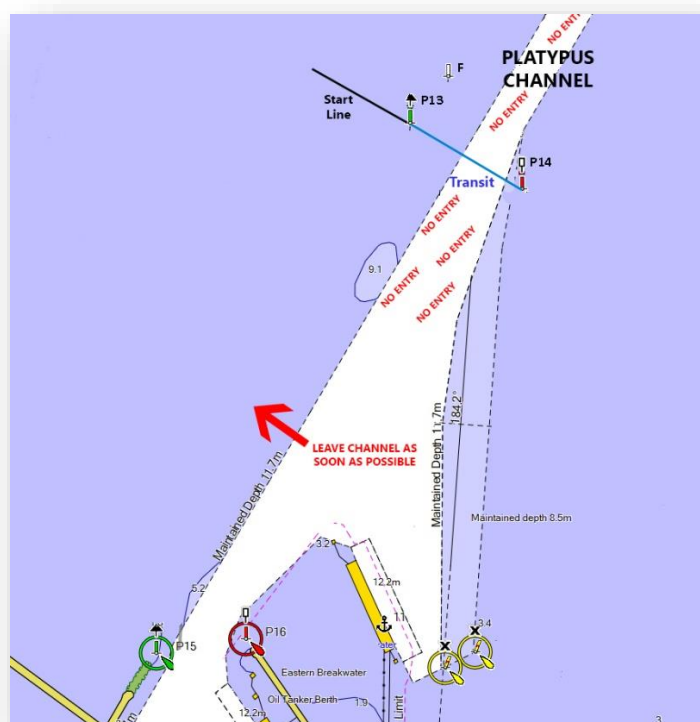 NO ENTRY
PLATYPUS
CHANNEL
F
Start
Line
P13
NO ENTRY
P14
Transit
NO ENTRY
NO ENTRY
9.1
NO ENTRY
NO ENTRY
184.2°
LEAVE CHANNEL AS
SOON AS POSSIBLE
Maintained Depth 11.7m
Maintained Depth 11.7m
Maintained depth 8.5m
3.2
12.2m
5.2
11
3.4
P15
P16
Eastern Breakwater
Oil Tanker Berth
1.9
12.2m
Limit
3